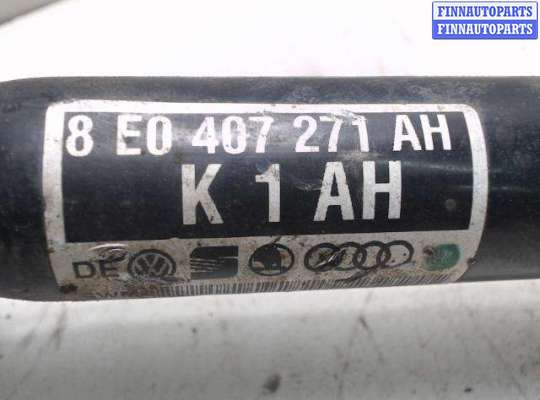 FINNAUTOPARTS
FINNAUTOPARTS
8 E0 407 271 AH
K 1 AH
DE